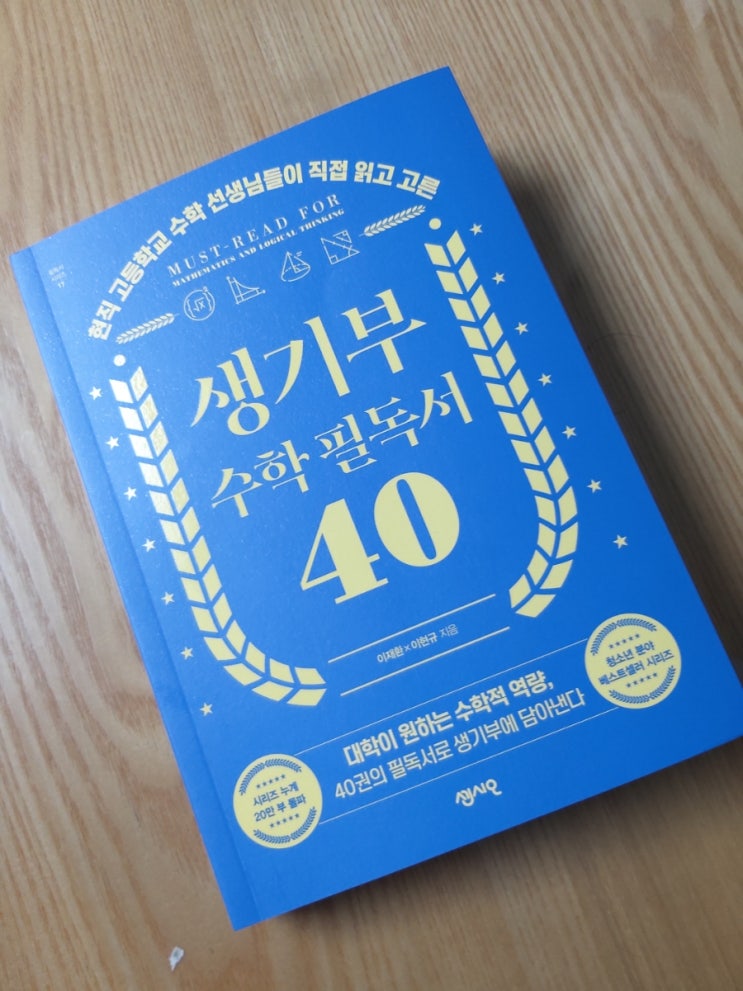 현직 고등학교 수학 선생님들이 직접 읽고 고른
MUST-READ FOR
MATHEMATICS AND LOGICAL THINKING
√x
생기부
수학 필독서
40
이재환×이현규 지음
청소년 분야
베스트셀러 시리즈
대학이 원하는 수학적 역량,
40권의 필독서로 생기부에 담아낸다
시리즈 누계
20만 부 돌파
센시오